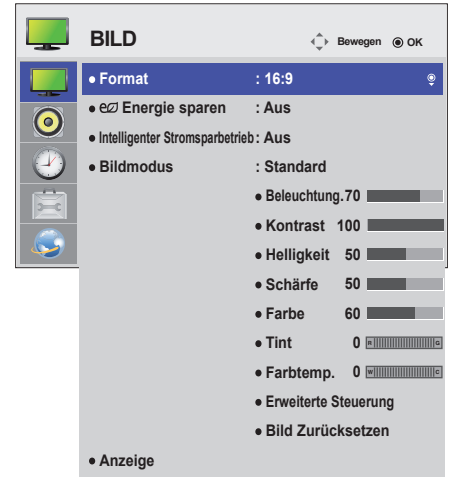 BILD Bewegen OK
• Format : 16:9
• Energie sparen : Aus
• Intelligenter Stromsparbetrieb : Aus
• Bildmodus : Standard
• Beleuchtung. 70
• Kontrast 100
• Helligkeit 50
• Schärfe 50
• Farbe 60
• Tint 0 R G
• Farbtemp. 0 W C
• Erweiterte Steuerung
• Bild Zurücksetzen
• Anzeige